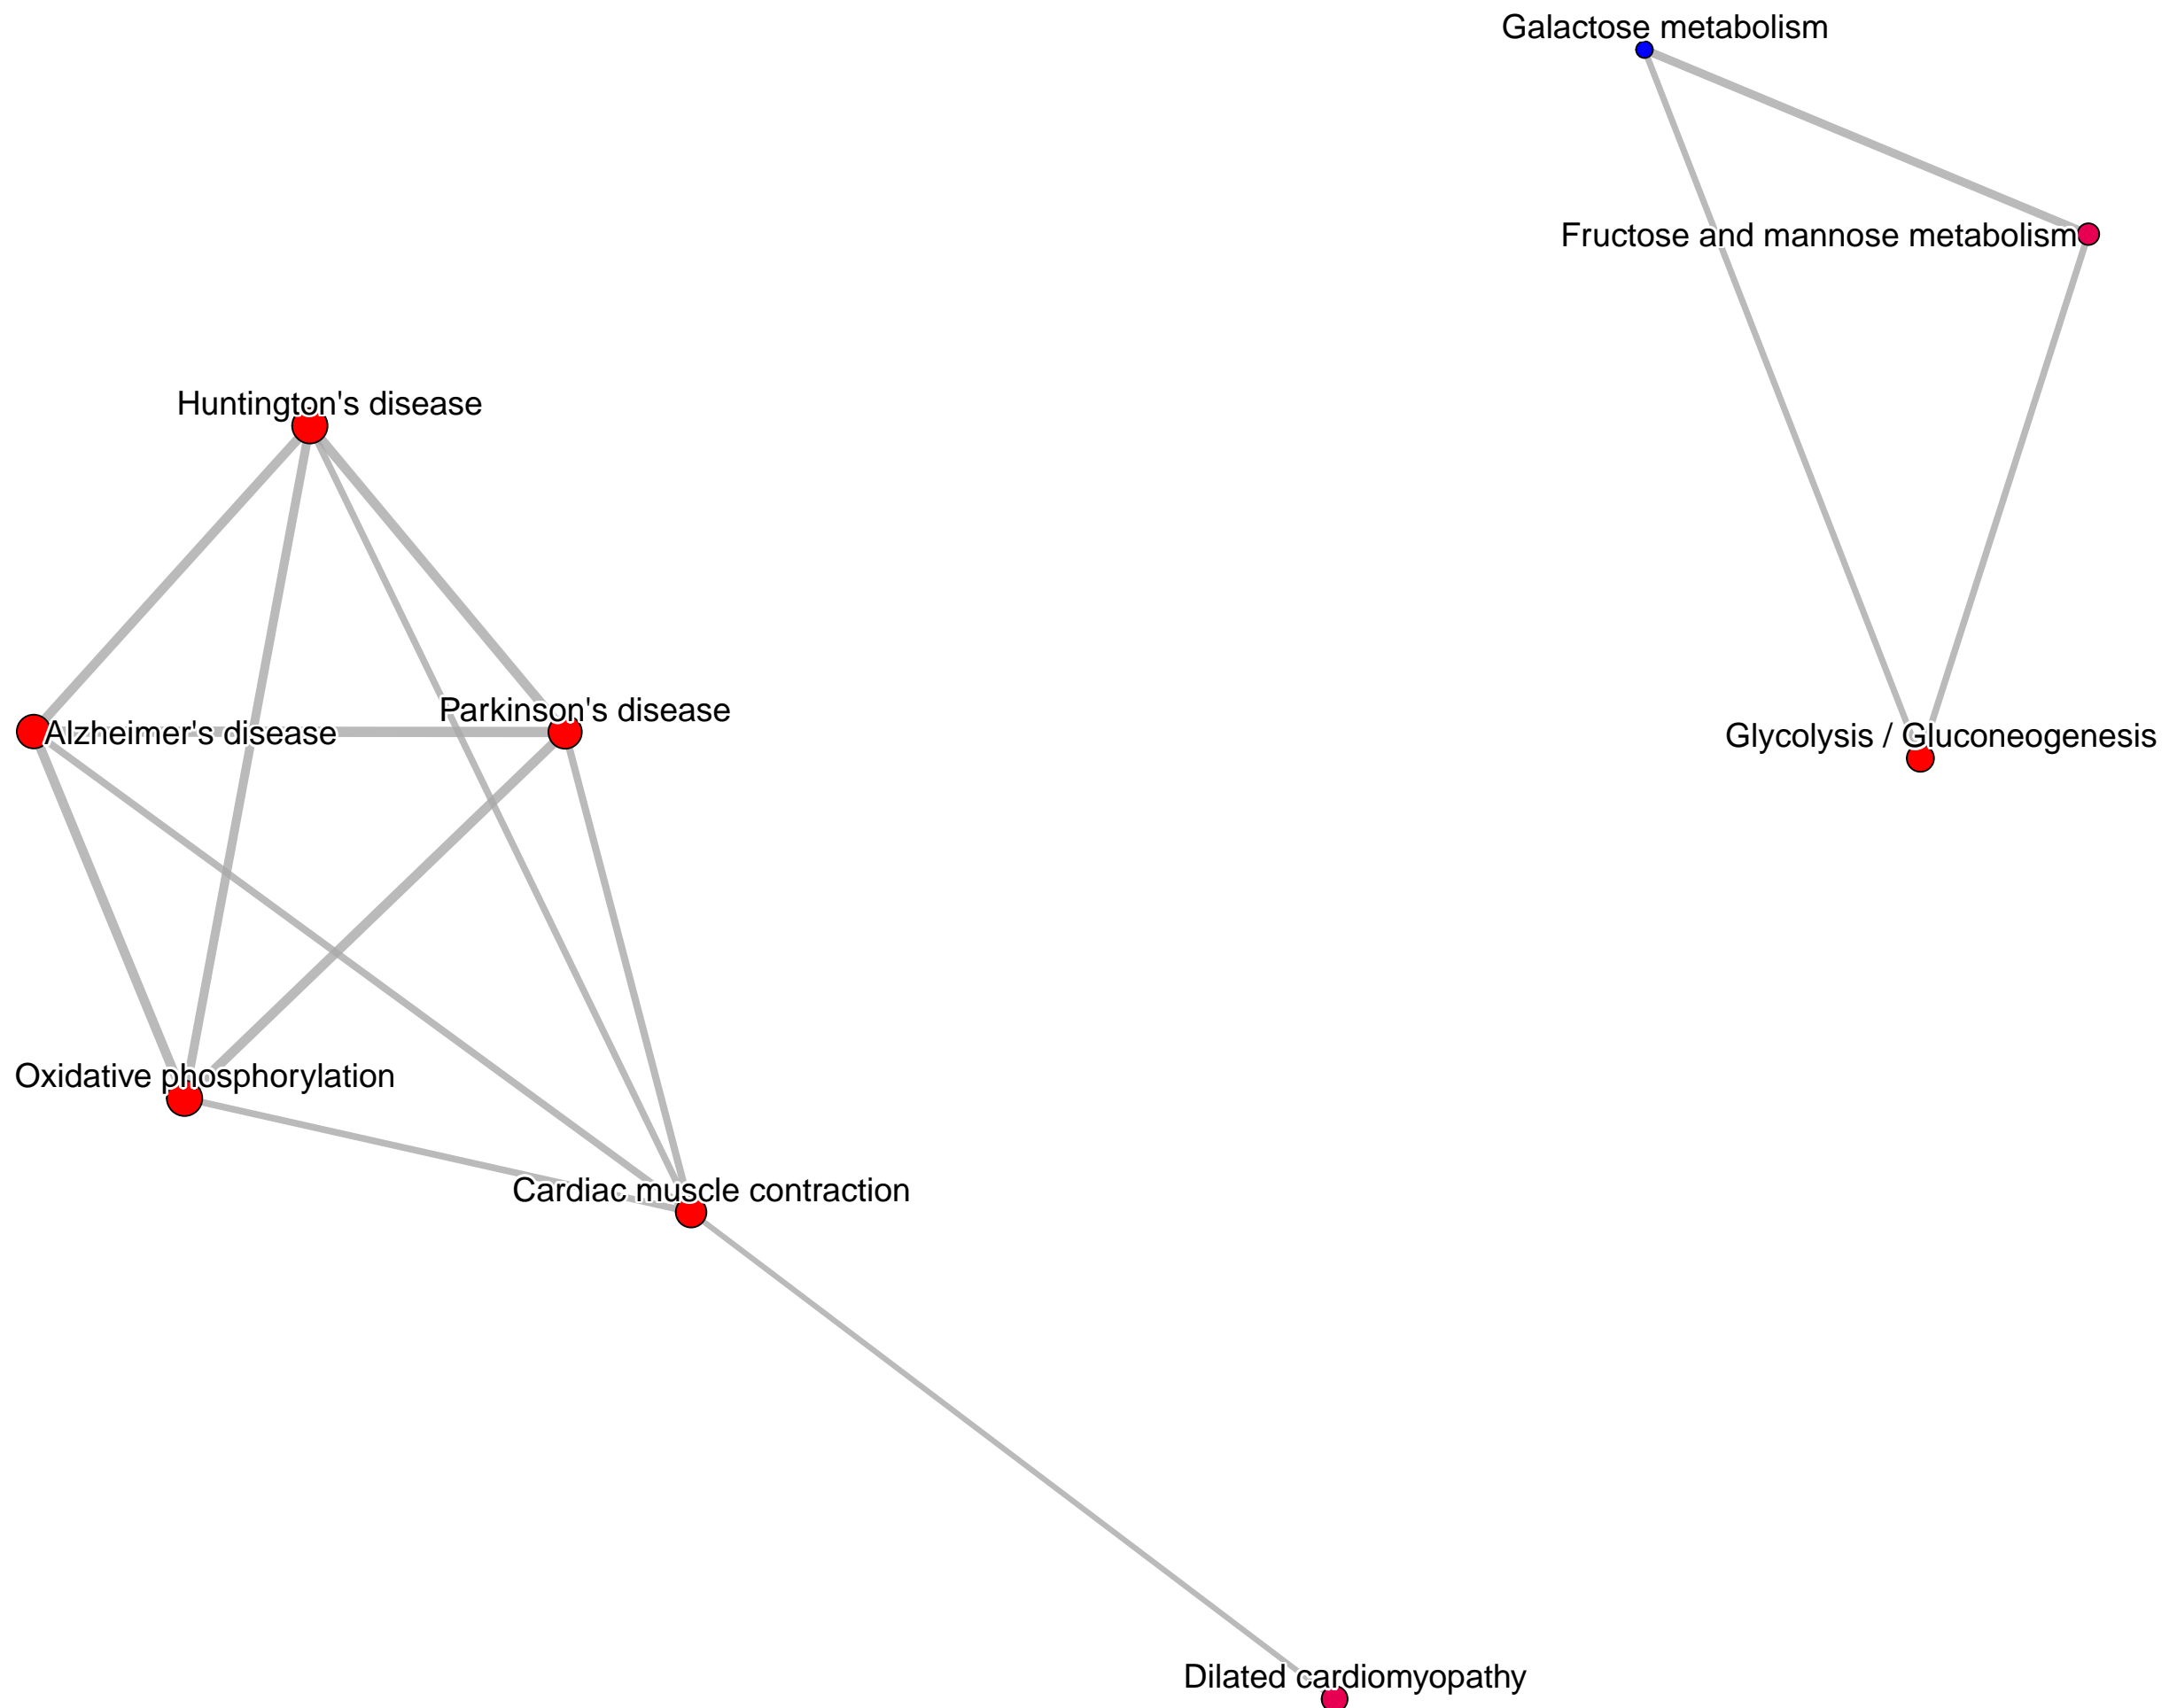 Galactose metabolism
Fructose and mannose metabolism
Huntington's disease
Parkinson's disease
Alzheimer's disease
Glycolysis / Gluconeogenesis
Oxidative phosphorylation
Cardiac muscle contraction
Dilated cardiomyopathy